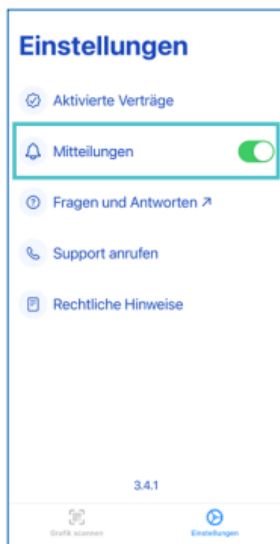 Einstellungen
Aktivierte Verträge
Mitteilungen
Fragen und Antworten ↗
Support anrufen
Rechtliche Hinweise
3.4.1
Grafik scannen
Einstellungen